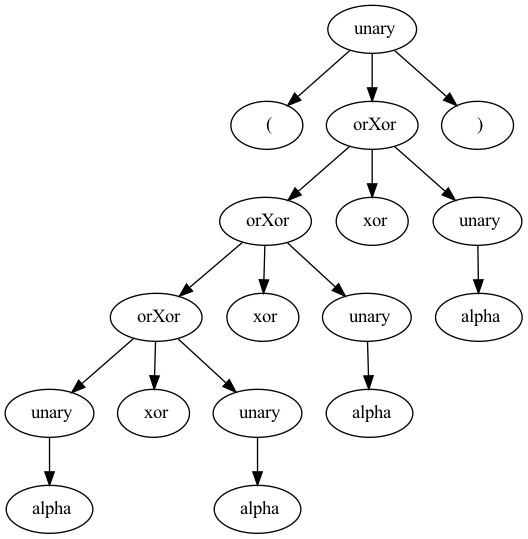 unary
( orXor )
orXor xor unary
orXor xor unary alpha
unary xor unary alpha
alpha alpha